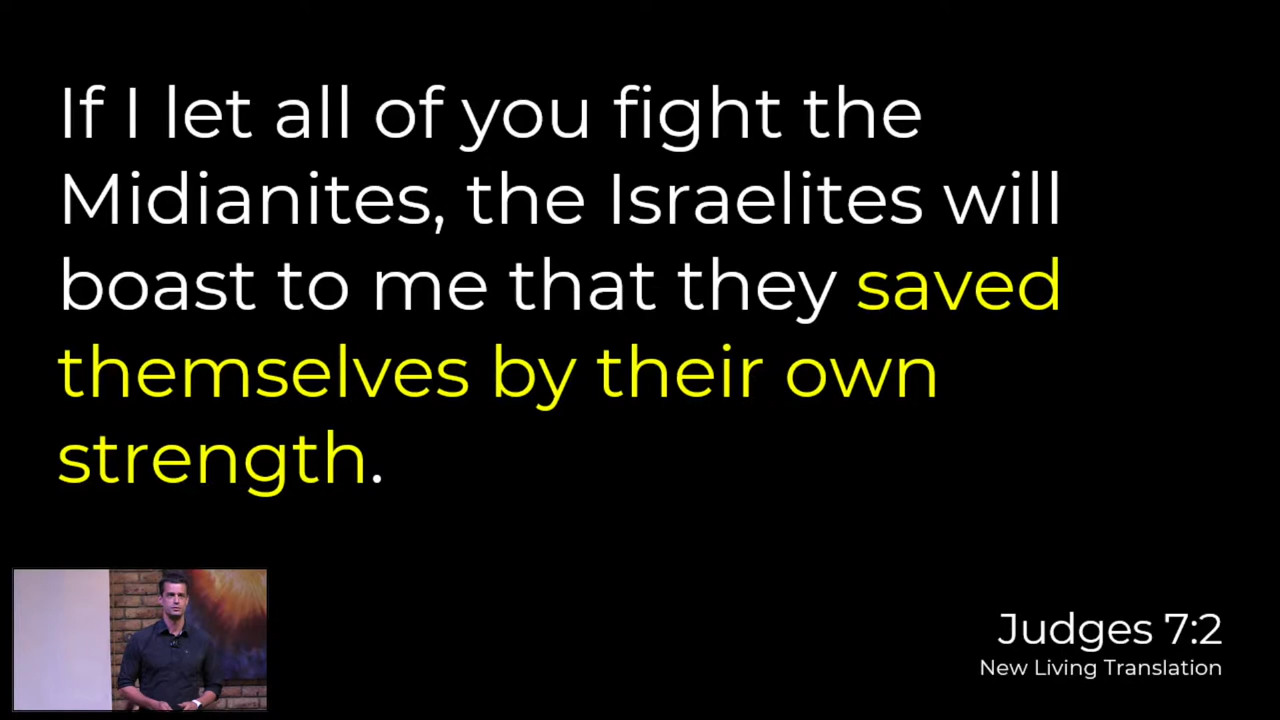 If I let all of you fight the
Midianites, the Israelites will
boast to me that they saved
themselves by their own
strength.
Judges 7:2
New Living Translation